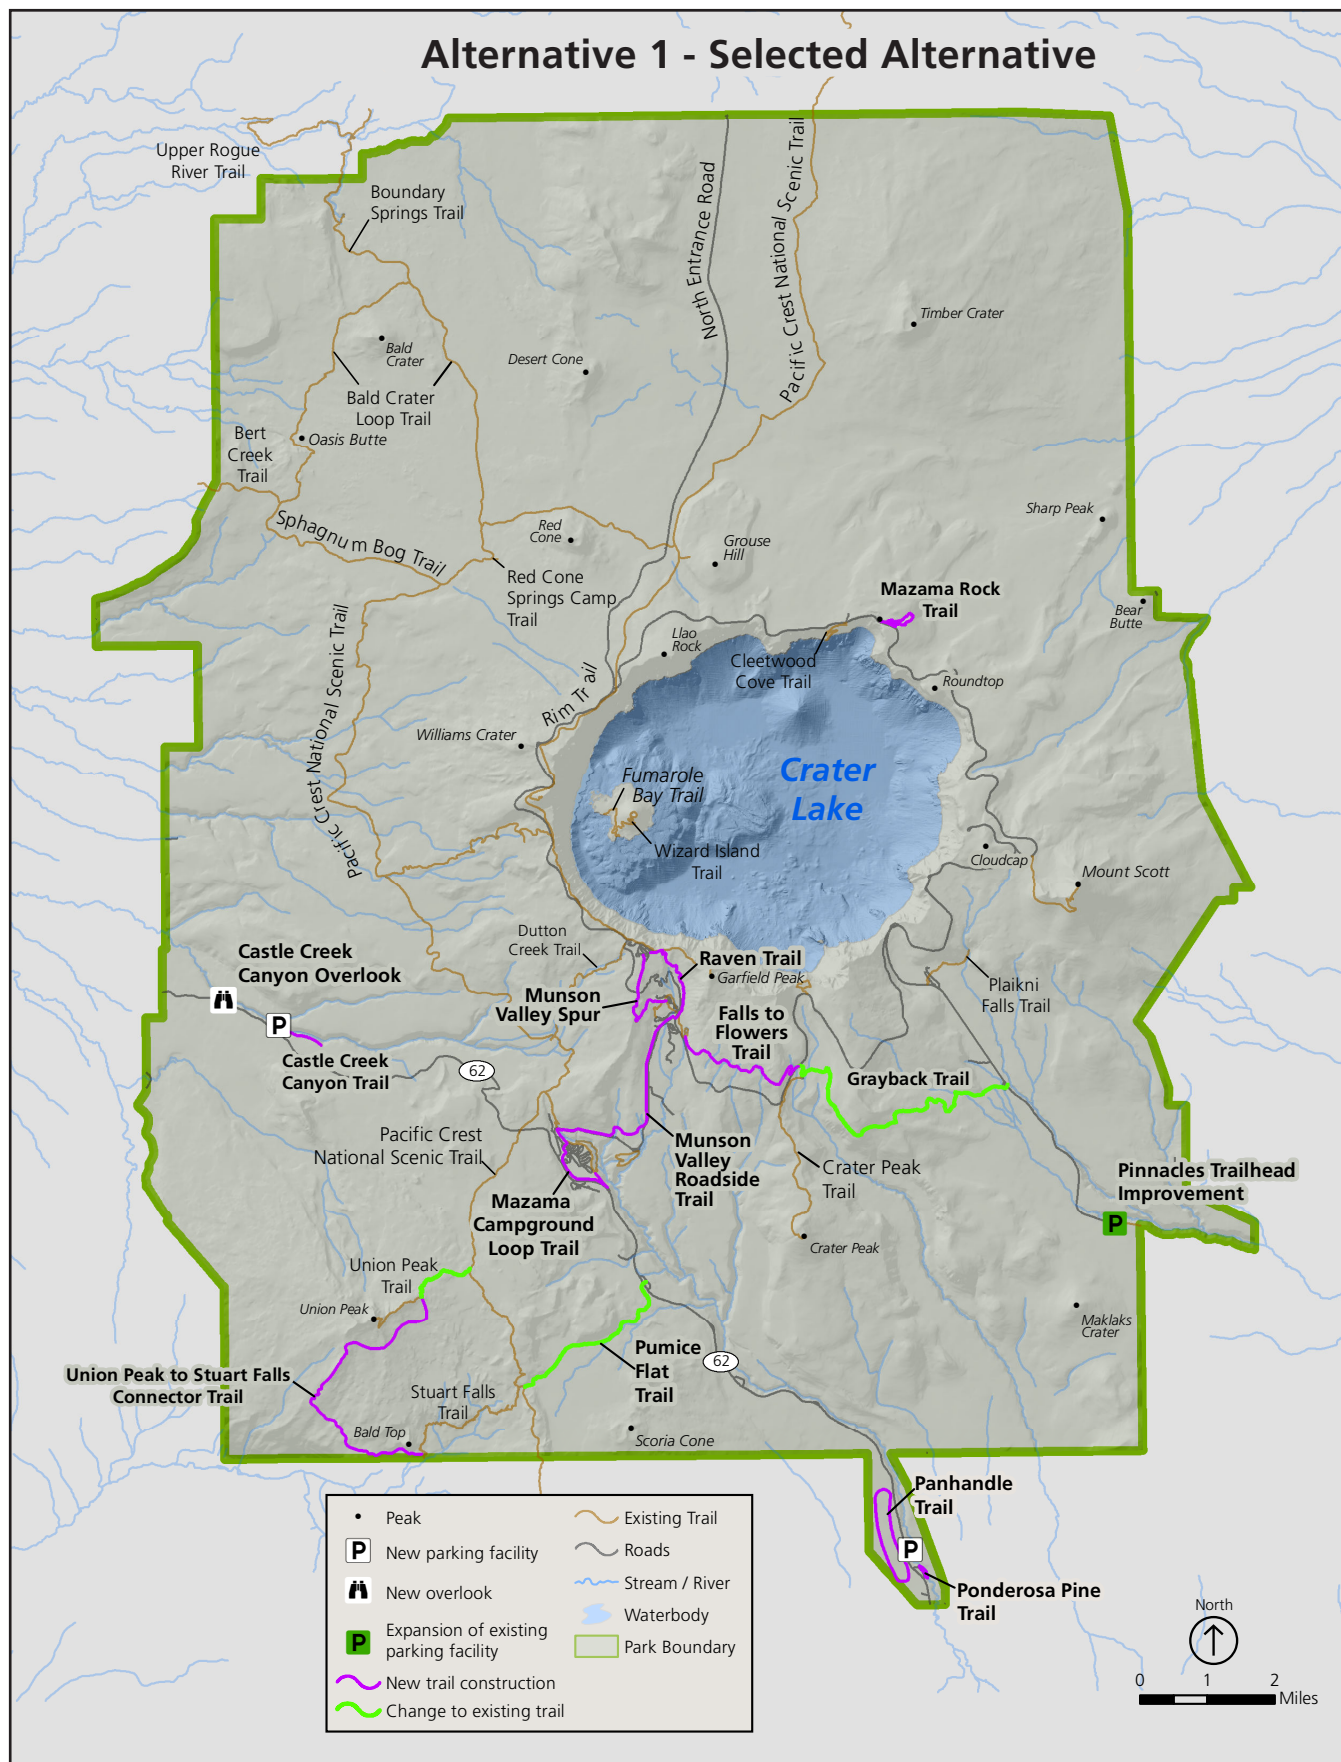 Alternative 1 - Selected Alternative
Upper Rogue
River Trail
Boundary
Springs Trail
North Entrance Road
Pacific Crest National Scenic Trail
Timber Crater
Bald
Crater
Desert Cone
Bald Crater
Loop Trail
Bert
Creek
Trail
Oasis Butte
Sphagnum Bog Trail
Red
Cone
Grouse
Hill
Sharp Peak
Red Cone
Springs Camp
Trail
Mazama Rock
Trail
Bear
Butte
Llao
Rock
Cleetwood
Cove Trail
Roundtop
Pacific Crest National Scenic Trail
Rim Trail
Williams Crater
Fumarole
Bay Trail
Crater
Lake
Wizard Island
Trail
Cloudcap
Mount Scott
Dutton
Creek Trail
Castle Creek
Canyon Overlook
Raven Trail
Garfield Peak
Plaikni
Falls Trail
Munson
Valley Spur
Falls to
Flowers
Trail
P
Castle Creek
Canyon Trail
62
Grayback Trail
Pacific Crest
National Scenic Trail
Munson
Valley
Roadside
Trail
Crater Peak
Trail
Pinnacles Trailhead
Improvement
P
Mazama
Campground
Loop Trail
Crater Peak
Union Peak
Trail
Union Peak
Maklaks
Crater
Union Peak to Stuart Falls
Connector Trail
Pumice
Flat
Trail
62
Stuart Falls
Trail
Bald Top
Scoria Cone
Panhandle
Trail
P
Ponderosa Pine
Trail
Peak
P New parking facility
New overlook
P Expansion of existing
parking facility
New trail construction
Change to existing trail
Existing Trail
Roads
Stream / River
Waterbody
Park Boundary
North
0 1 2
Miles